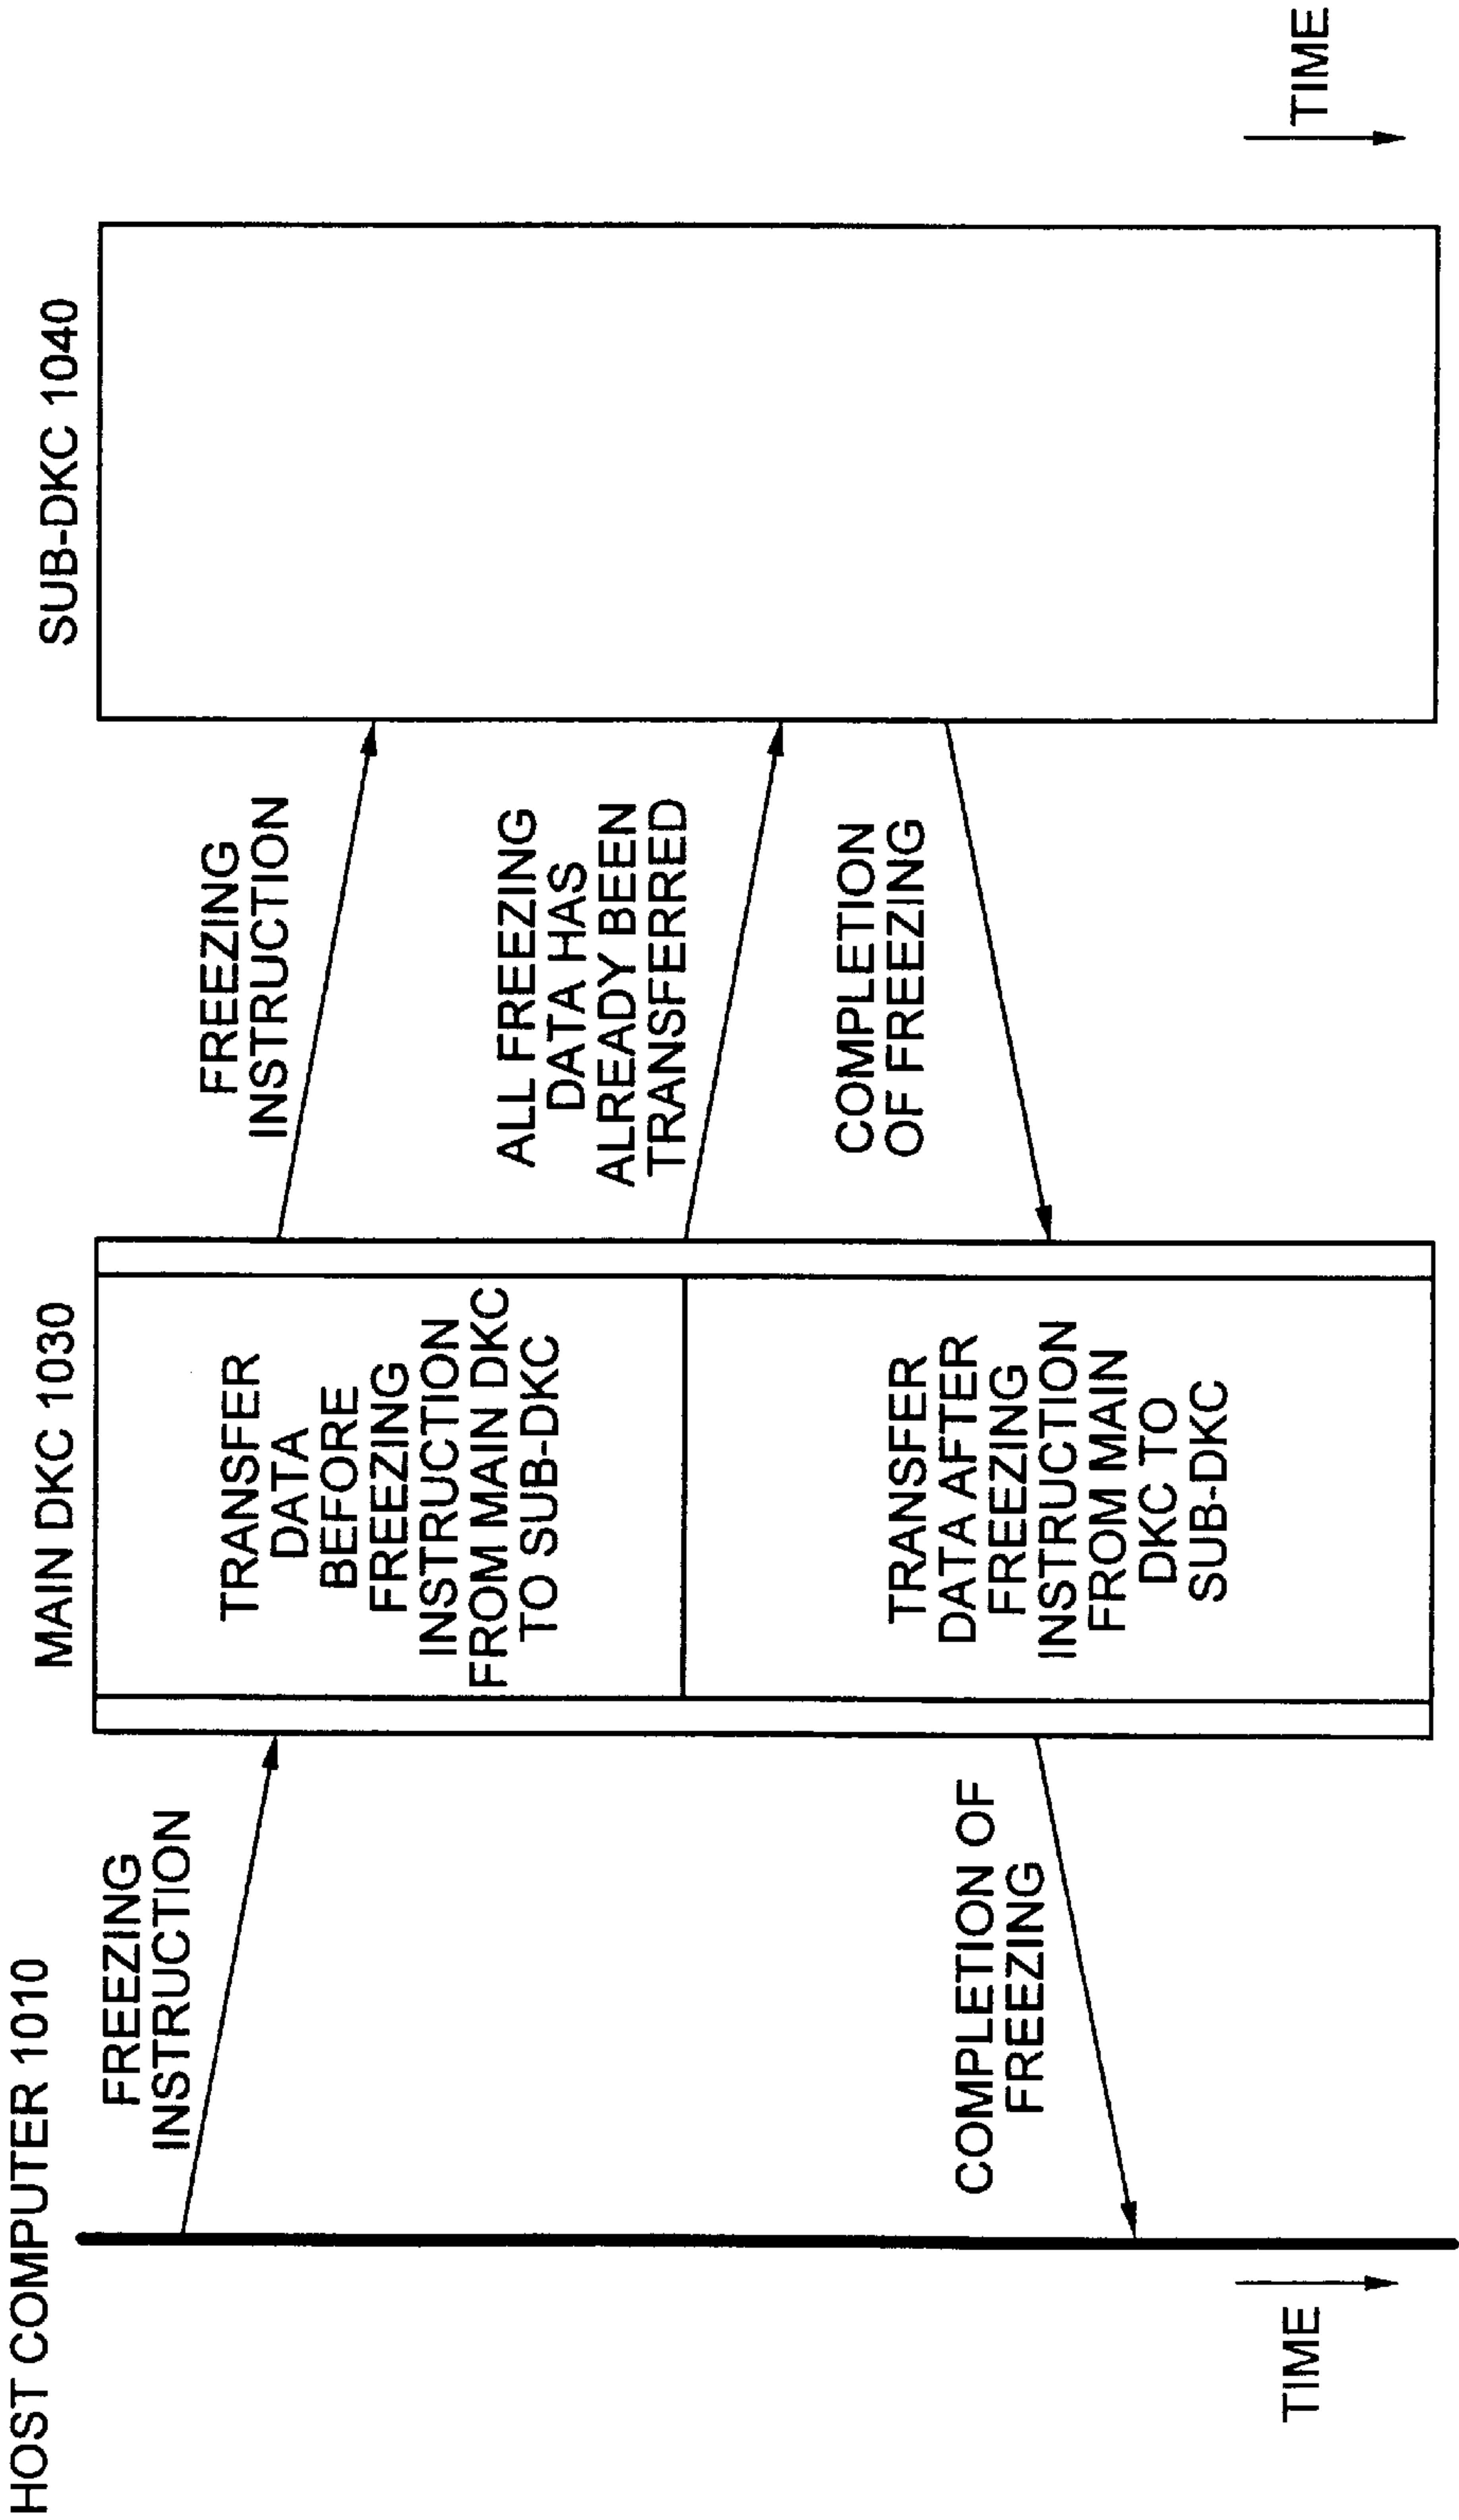 HOST COMPUTER 1010
MAIN DKC 1030
SUB-DKC 1040
FREEZING
INSTRUCTION
TRANSFER
DATA
BEFORE
FREEZING
INSTRUCTION
FROM MAIN DKC
TO SUB-DKC
FREEZING
INSTRUCTION
ALL FREEZING
DATA HAS
ALREADY BEEN
TRANSFERRED
COMPLETION
OF FREEZING
TRANSFER
DATA AFTER
FREEZING
INSTRUCTION
FROM MAIN
DKC TO
SUB-DKC
COMPLETION OF
FREEZING
TIME
TIME